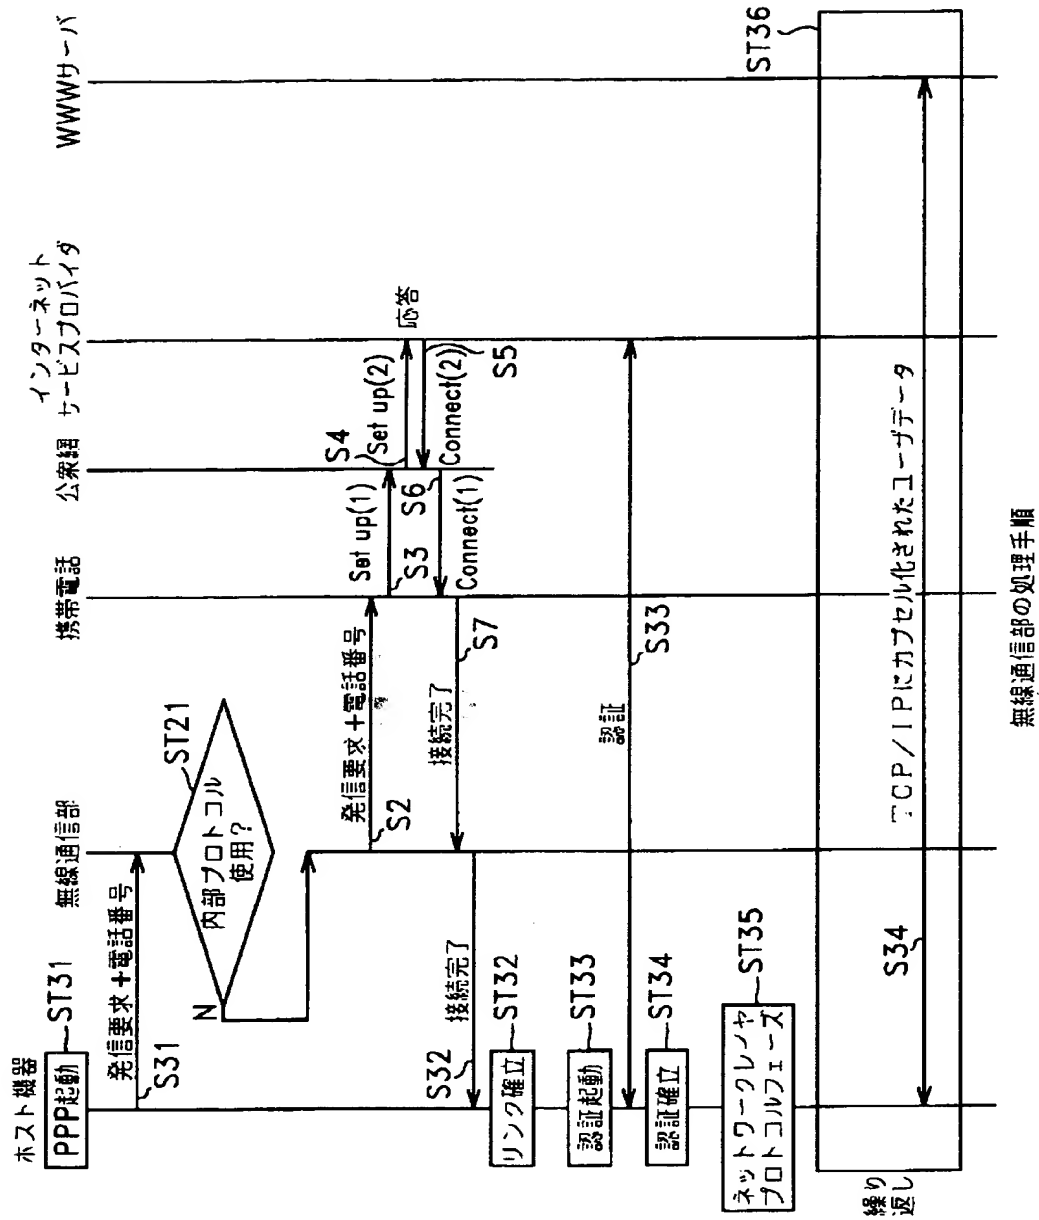 ホスト機器
無線通信部
携帯電話
公衆網
インターネット
サービスプロバイダ
WWWサーバ
PPP起動
ST31
発信要求+電話番号
S31
内部プロトコル
使用?
ST21
N
発信要求+電話番号
S2
Set up(1)
S3
S4
Set up(2)
応答
Connect(2)
S5
S6
Connect(1)
接続完了
S7
接続完了
S32
リンク確立
ST32
認証起動
ST33
認証
S33
認証確立
ST34
ネットワークレイヤ
プロトコルフェーズ
ST35
ST36
TCP/IPにカプセル化されたユーザデータ
S34
繰り
返し
無線通信部の処理手順